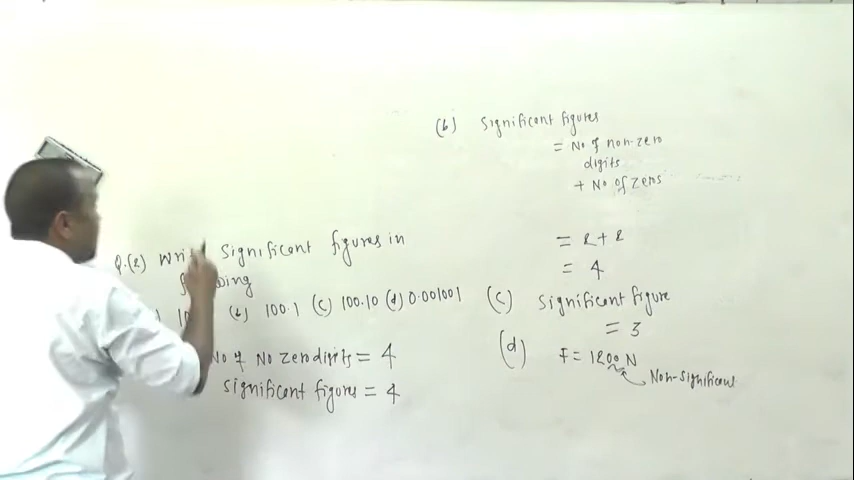 (b) Significant figures
= No of non-zero
digits
+ No of zeros
= 2 + 2
= 4
(c) Significant figure
= 3
(d) F = 1200 N
Non-significant
Q.(2) Significant figures in
(b) 100.1 (c) 100.10 (d) 0.001001
No of No zero digits = 4
significant figures = 4